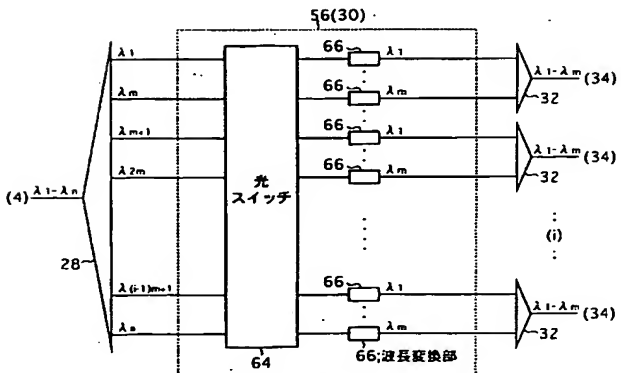 56(30)
λ1
66
λ1
λ1-λm
(34)
λm
66
λm
32
λm+1
66
λ1
λ1-λm
(34)
λ2m
66
λm
32
(4)
λ1-λn
光
スイッチ
(i)
28
λ(i-1)m+1
66
λ1
λ1-λm
(34)
λn
66
λm
32
64
66;波長変換部